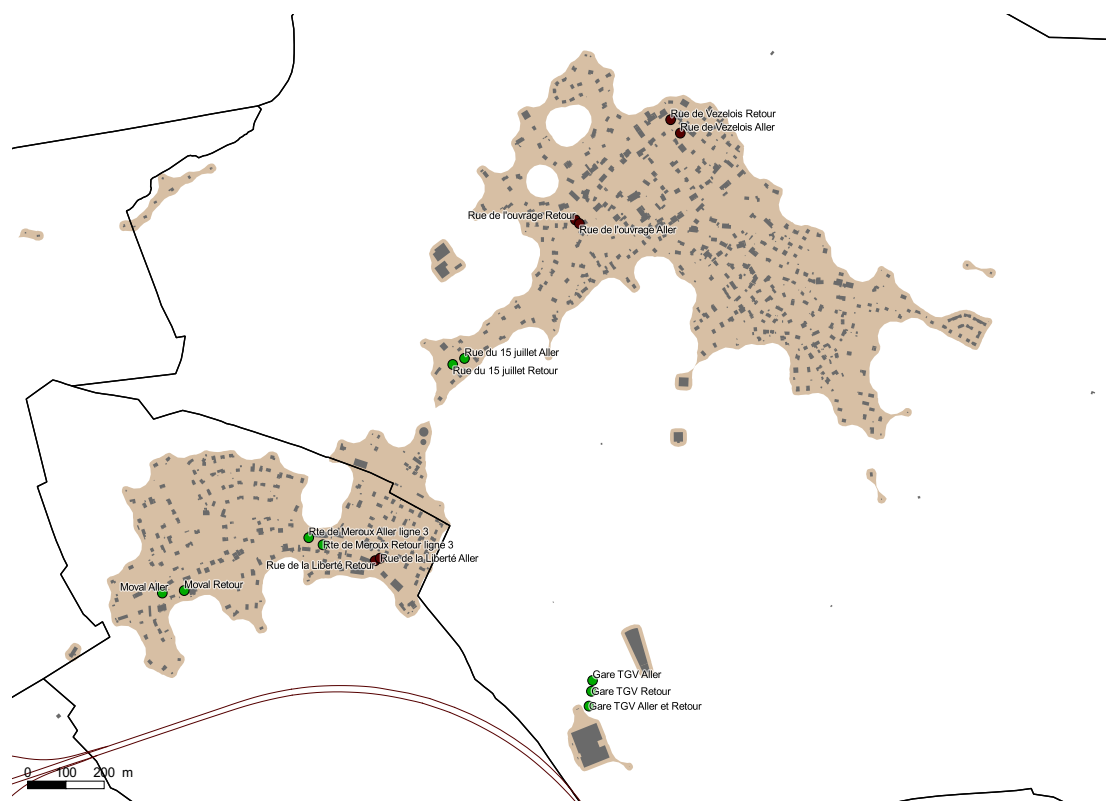 Rue de Vezelois Retour
Rue de Vezelois Aller
Rue de l'ouvrage Retour
Rue de l'ouvrage Aller
Rue du 15 juillet Aller
Rue du 15 juillet Retour
Rte de Meroux Aller ligne 3
Rte de Meroux Retour ligne 3
Rue de la Liberté Aller
Rue de la Liberté Retour
Moval Aller
Moval Retour
Gare TGV Aller
Gare TGV Retour
Gare TGV Aller et Retour
0 100 200 m